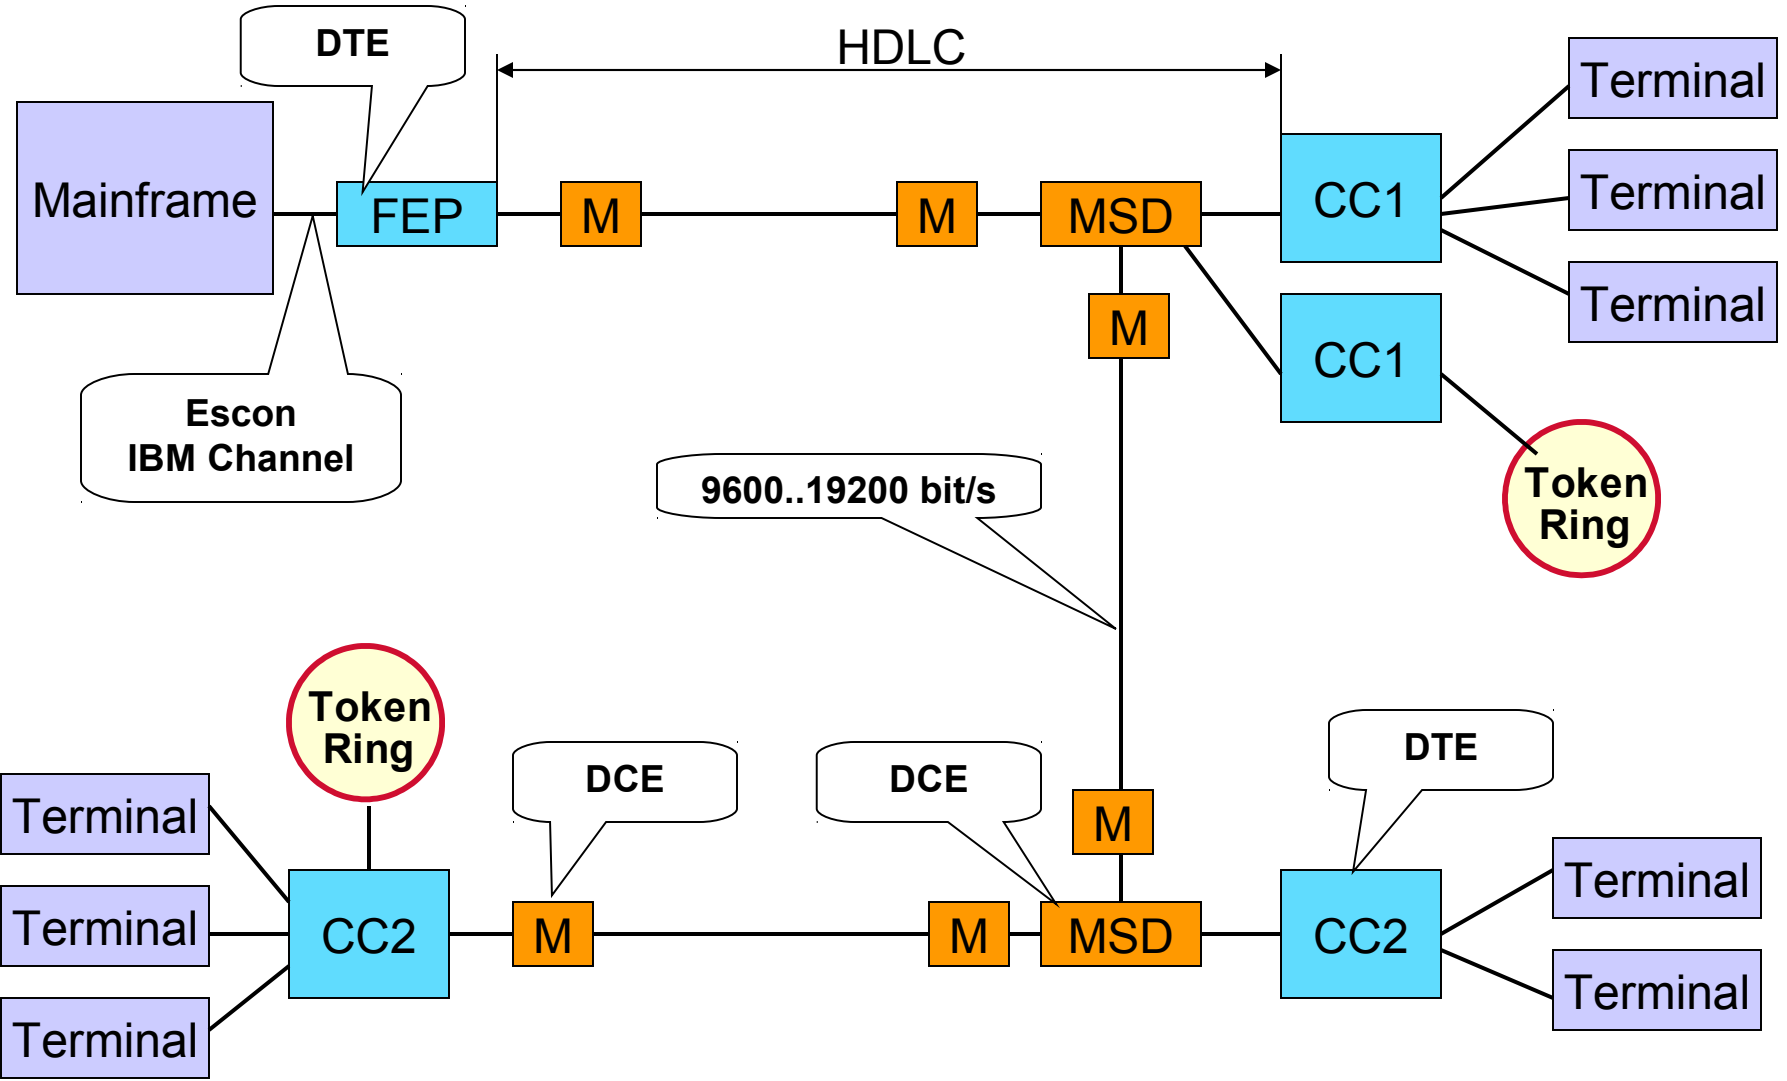 DTE
HDLC
Terminal
Mainframe
FEP
M
M
MSD
CC1
Terminal
Terminal
M
CC1
Escon
IBM Channel
9600..19200 bit/s
Token
Ring
Token
Ring
DCE
DCE
DTE
Terminal
M
Terminal
Terminal
CC2
M
M
MSD
CC2
Terminal
Terminal